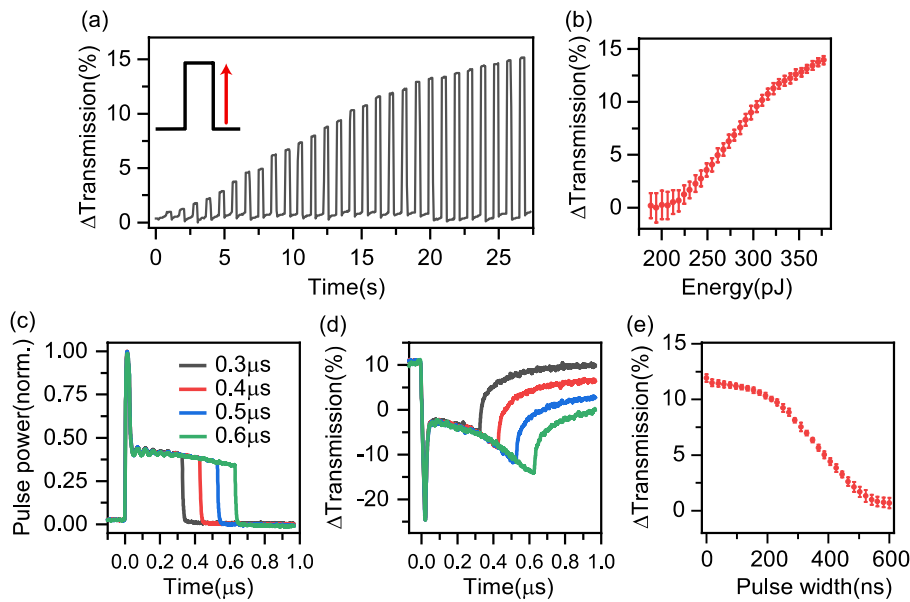 (a)
ΔTransmission(%)
15
10
5
0
0 5 10 15 20 25
Time(s)
(b)
ΔTransmission(%)
15
10
5
0
200 250 300 350
Energy(pJ)
(c)
Pulse power(norm.)
1.00
0.75
0.50
0.25
0.00
0.3μs
0.4μs
0.5μs
0.6μs
0.0 0.2 0.4 0.6 0.8 1.0
Time(μs)
(d)
ΔTransmission(%)
10
0
-10
-20
0.0 0.2 0.4 0.6 0.8 1.0
Time(μs)
(e)
ΔTransmission(%)
15
10
5
0
0 200 400 600
Pulse width(ns)